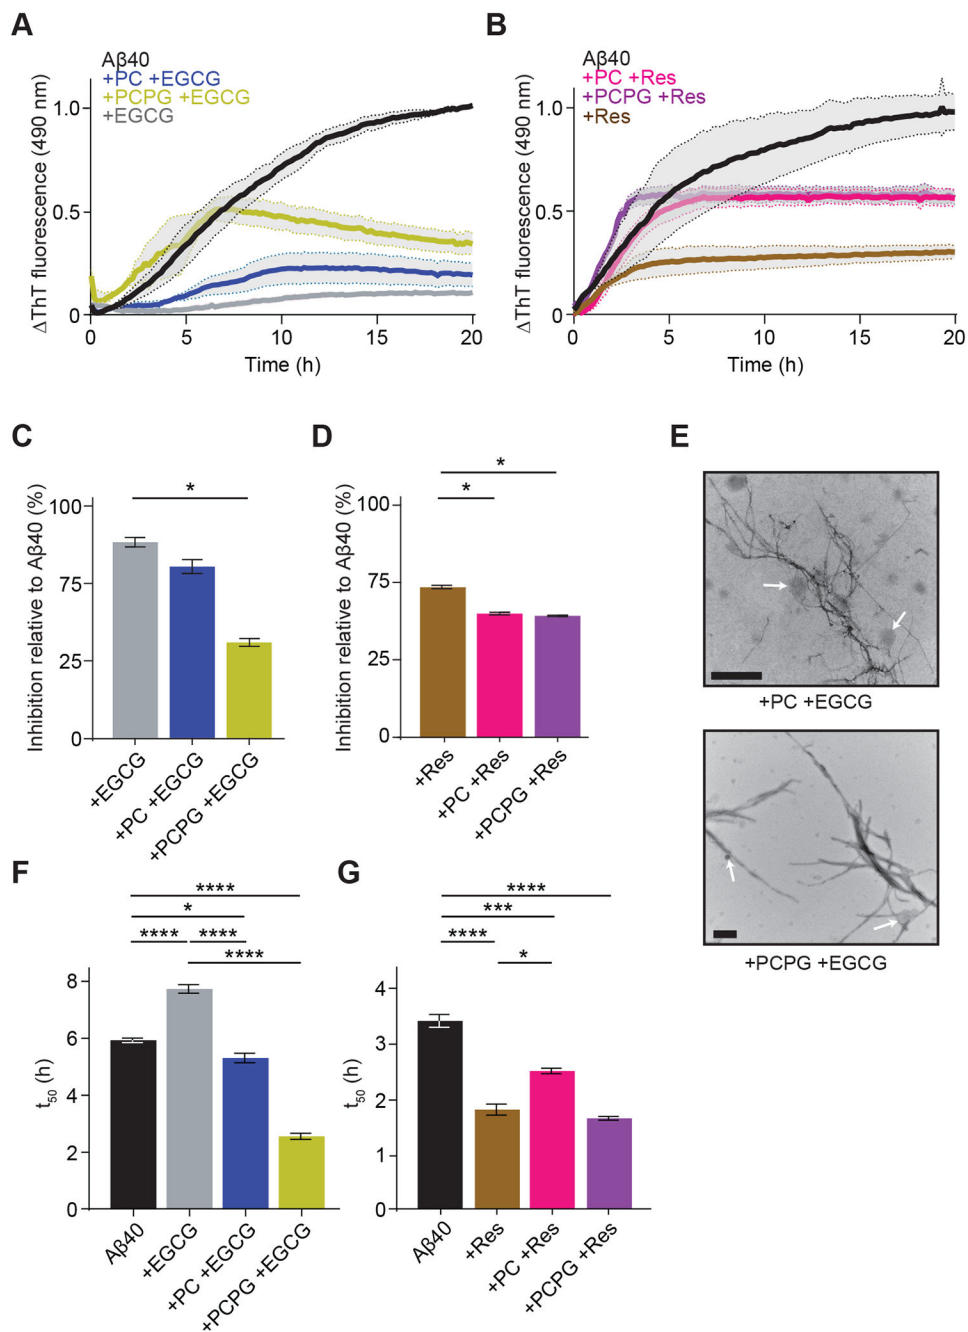 A
Aβ40
+PC +EGCG
+PCPG +EGCG
+EGCG
ΔThT fluorescence (490 nm)
1.0
0.5
0
0
5
10
15
20
Time (h)
B
Aβ40
+PC +Res
+PCPG +Res
+Res
ΔThT fluorescence (490 nm)
1.0
0.5
0
0
5
10
15
20
Time (h)
C
*
Inhibition relative to Aβ40 (%)
100
75
25
0
+EGCG
+PC +EGCG
+PCPG +EGCG
D
*
*
Inhibition relative to Aβ40 (%)
100
75
25
0
+Res
+PC +Res
+PCPG +Res
E
+PC +EGCG
+PCPG +EGCG
F
****
*
**** ****
****
t50 (h)
8
6
4
2
0
Aβ40
+EGCG
+PC +EGCG
+PCPG +EGCG
G
****
***
****
*
t50 (h)
4
3
2
1
0
Aβ40
+Res
+PC +Res
+PCPG +Res